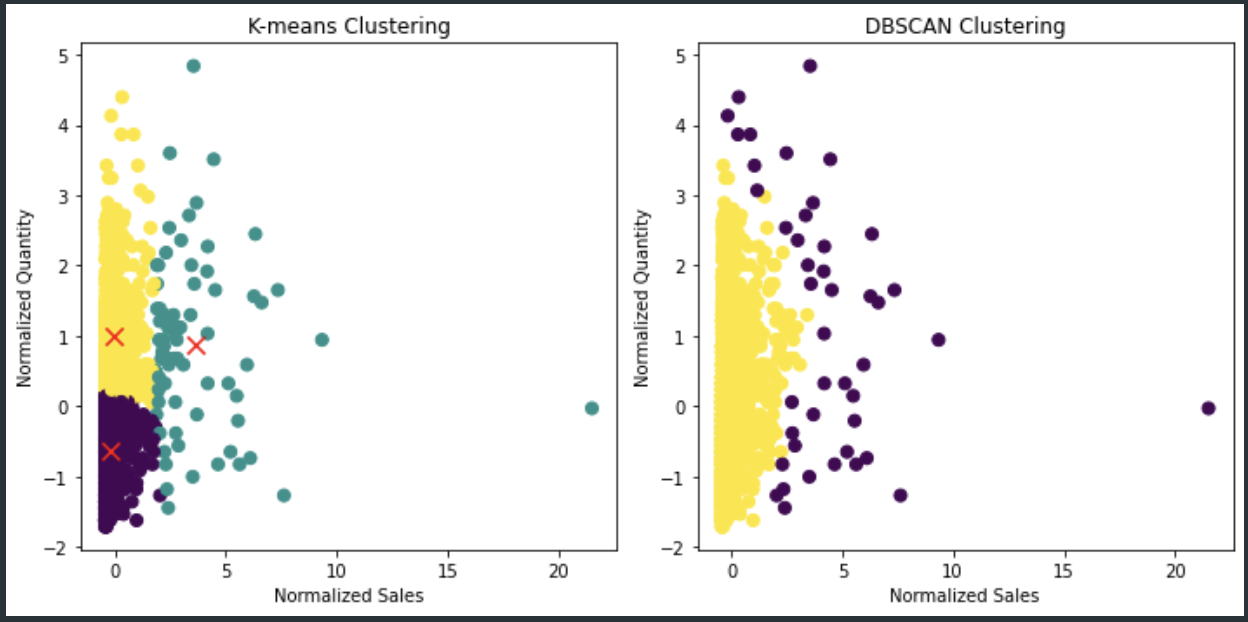 K-means Clustering
5
4
3
2
1
0
−1
−2
Normalized Quantity
0 5 10 15 20
Normalized Sales
DBSCAN Clustering
5
4
3
2
1
0
−1
−2
Normalized Quantity
0 5 10 15 20
Normalized Sales